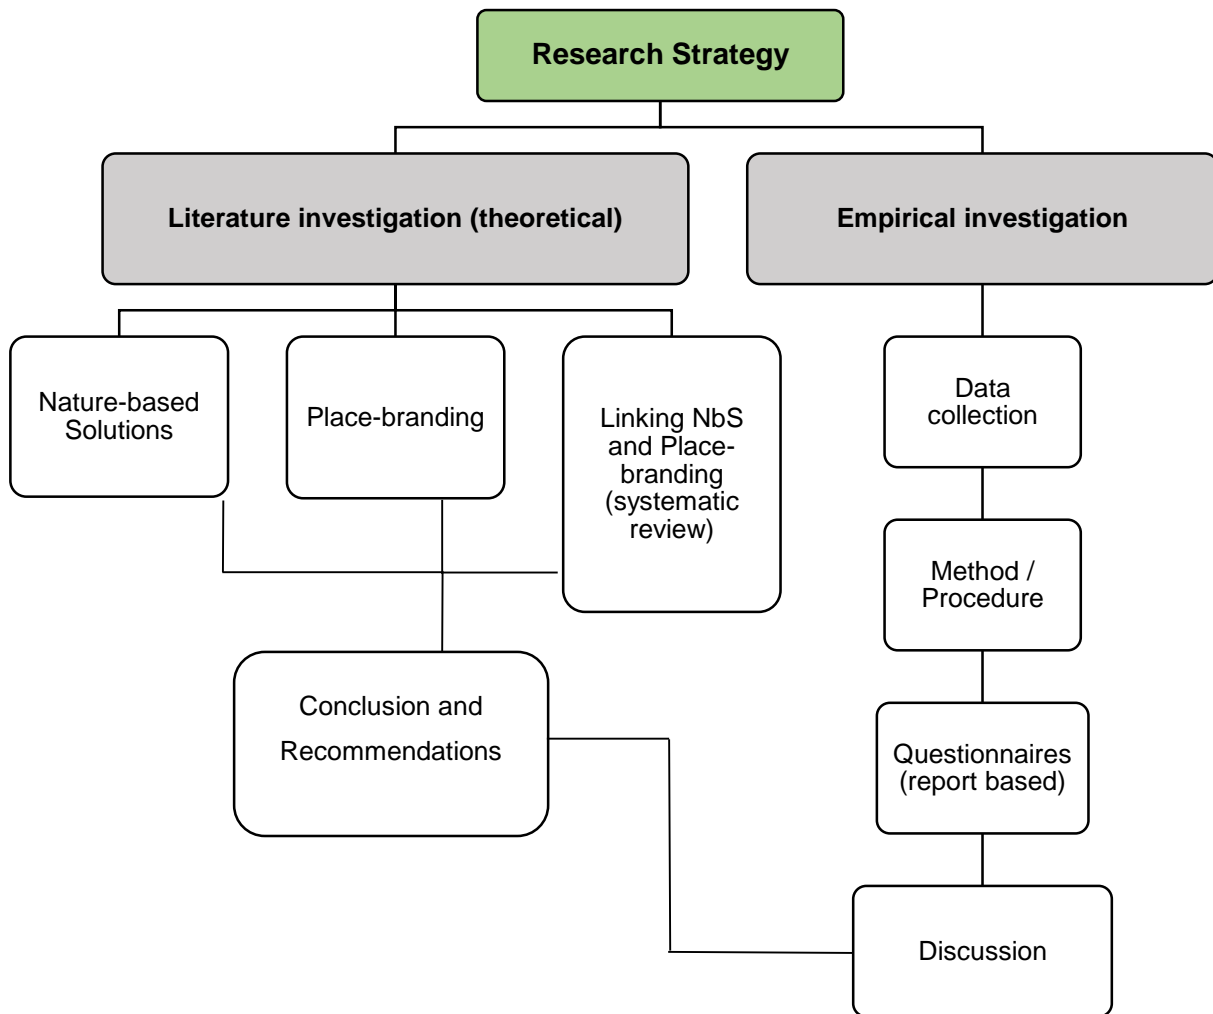 Research Strategy
Literature investigation (theoretical)
Empirical investigation
Nature-based
Solutions
Place-branding
Linking NbS
and Place-
branding
(systematic
review)
Data
collection
Method /
Procedure
Conclusion and
Recommendations
Questionnaires
(report based)
Discussion